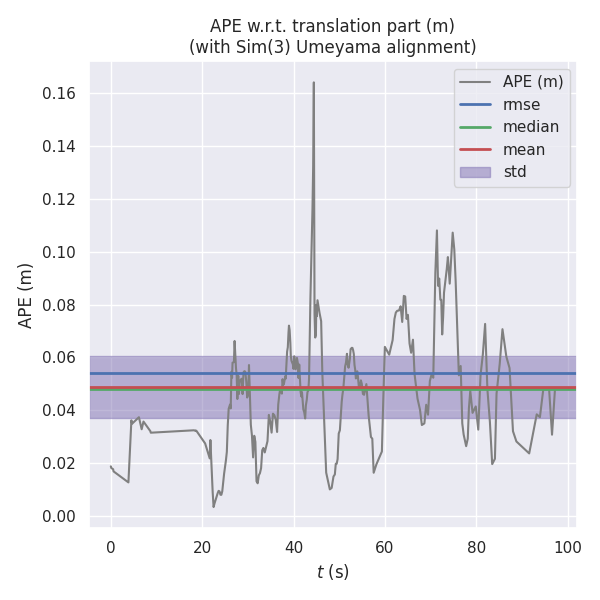 APE w.r.t. translation part (m)
(with Sim(3) Umeyama alignment)
APE (m)
rmse
median
mean
std
APE (m)
0.16
0.14
0.12
0.10
0.08
0.06
0.04
0.02
0.00
0 20 40 60 80 100
t (s)